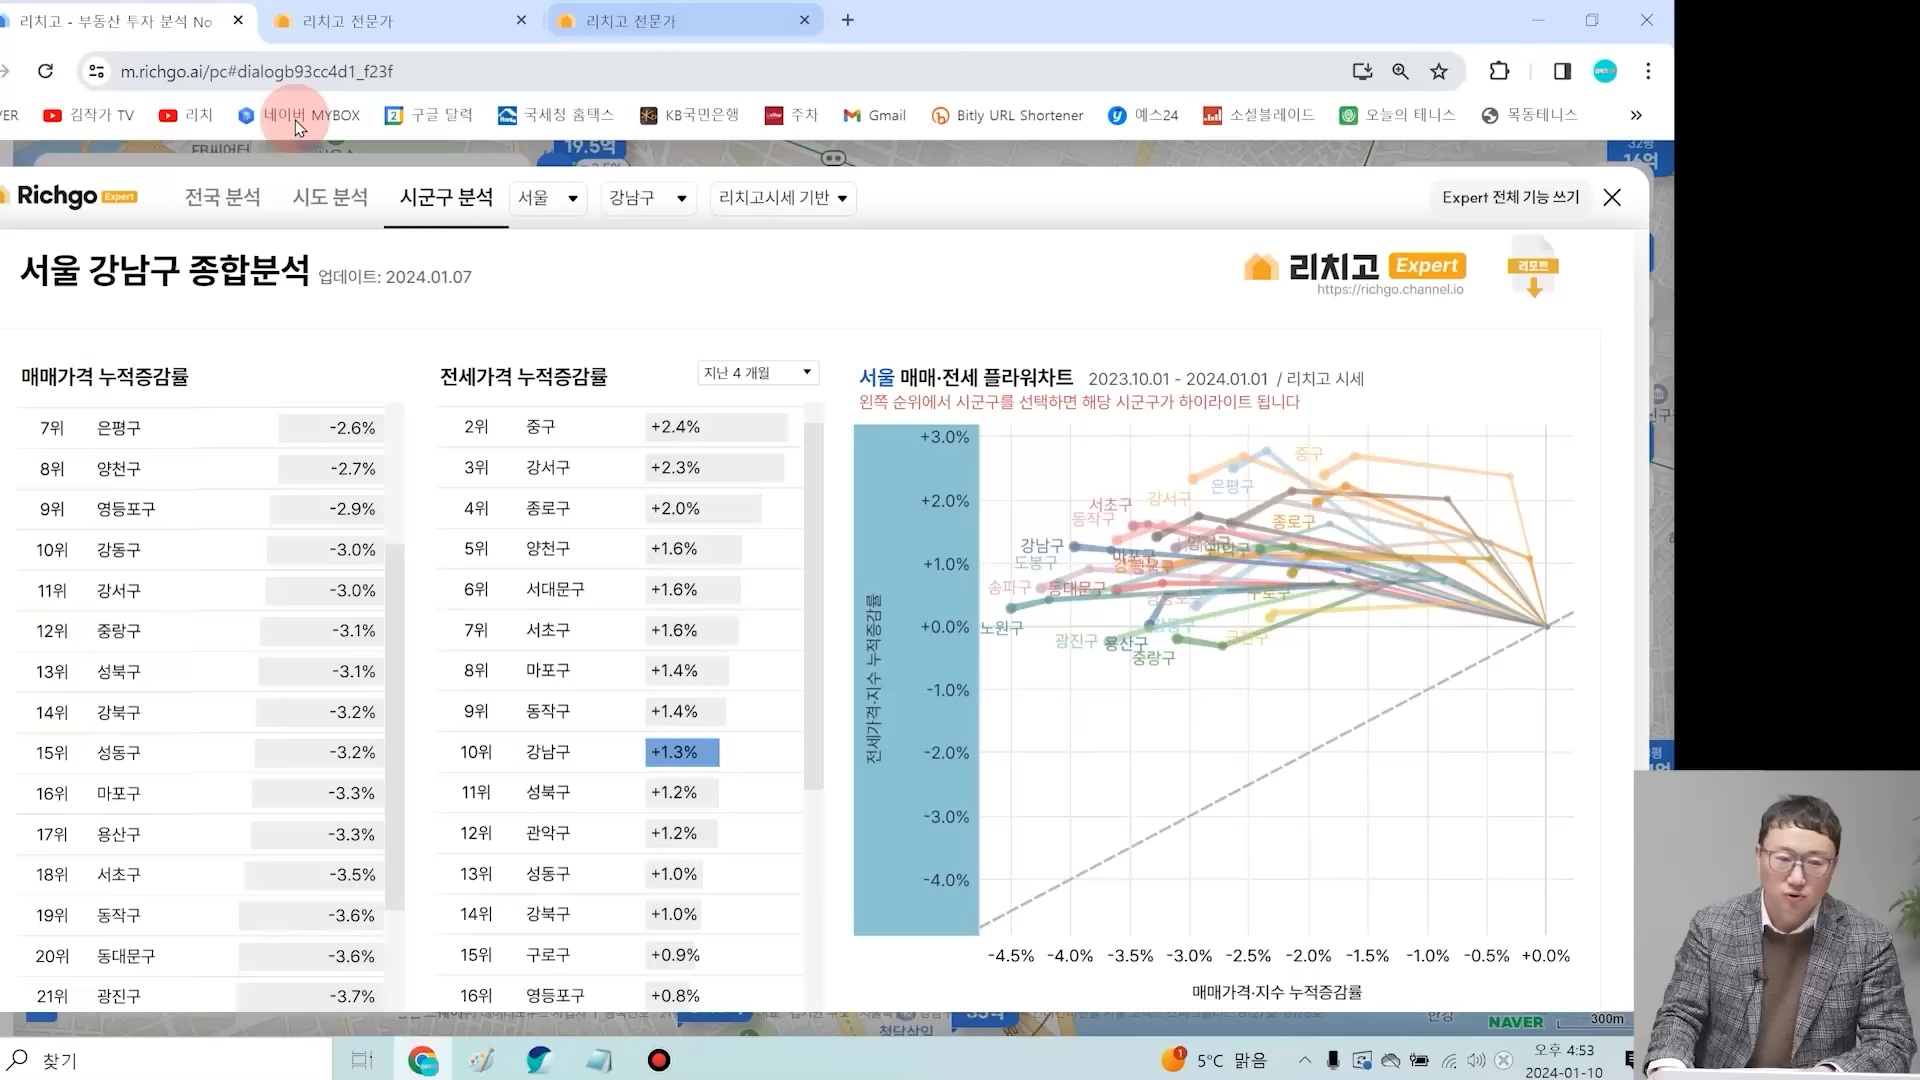 리치고 - 부동산 투자 분석 No
리치고 전문가
리치고 전문가
m.richgo.ai/pc#dialogb93cc4d1_f23f
VER
김작가 TV
리치
네이버 MYBOX
구글 달력
국세청 홈택스
KB국민은행
주차
Gmail
Bitly URL Shortener
예스24
소셜블레이드
오늘의 테니스
목동테니스
19.5억
32평
16억
Richgo Expert
전국 분석
시도 분석
시군구 분석
서울
강남구
리치고시세 기반
Expert 전체 기능 쓰기
서울 강남구 종합분석 업데이트: 2024.01.07
리치고 Expert
https://richgo.channel.io
리포트
매매가격 누적증감률
7위 은평구 -2.6%
8위 양천구 -2.7%
9위 영등포구 -2.9%
10위 강동구 -3.0%
11위 강서구 -3.0%
12위 중랑구 -3.1%
13위 성북구 -3.1%
14위 강북구 -3.2%
15위 성동구 -3.2%
16위 마포구 -3.3%
17위 용산구 -3.3%
18위 서초구 -3.5%
19위 동작구 -3.6%
20위 동대문구 -3.6%
21위 광진구 -3.7%
전세가격 누적증감률
지난 4 개월
2위 중구 +2.4%
3위 강서구 +2.3%
4위 종로구 +2.0%
5위 양천구 +1.6%
6위 서대문구 +1.6%
7위 서초구 +1.6%
8위 마포구 +1.4%
9위 동작구 +1.4%
10위 강남구 +1.3%
11위 성북구 +1.2%
12위 관악구 +1.2%
13위 성동구 +1.0%
14위 강북구 +1.0%
15위 구로구 +0.9%
16위 영등포구 +0.8%
서울 매매·전세 플라워차트 2023.10.01 - 2024.01.01 / 리치고 시세
왼쪽 순위에서 시군구를 선택하면 해당 시군구가 하이라이트 됩니다
전세가격·지수 누적증감률
+3.0%
+2.0%
+1.0%
+0.0%
-1.0%
-2.0%
-3.0%
-4.0%
중구
은평구
강서구
서초구
동작구
종로구
강남구
마포구
도봉구
송파구
동대문구
구로구
노원구
광진구
용산구
금천구
중랑구
-4.5% -4.0% -3.5% -3.0% -2.5% -2.0% -1.5% -1.0% -0.5% +0.0%
매매가격·지수 누적증감률
청담삼익
NAVER
300m
찾기
1
5°C 맑음
오후 4:53
2024-01-10